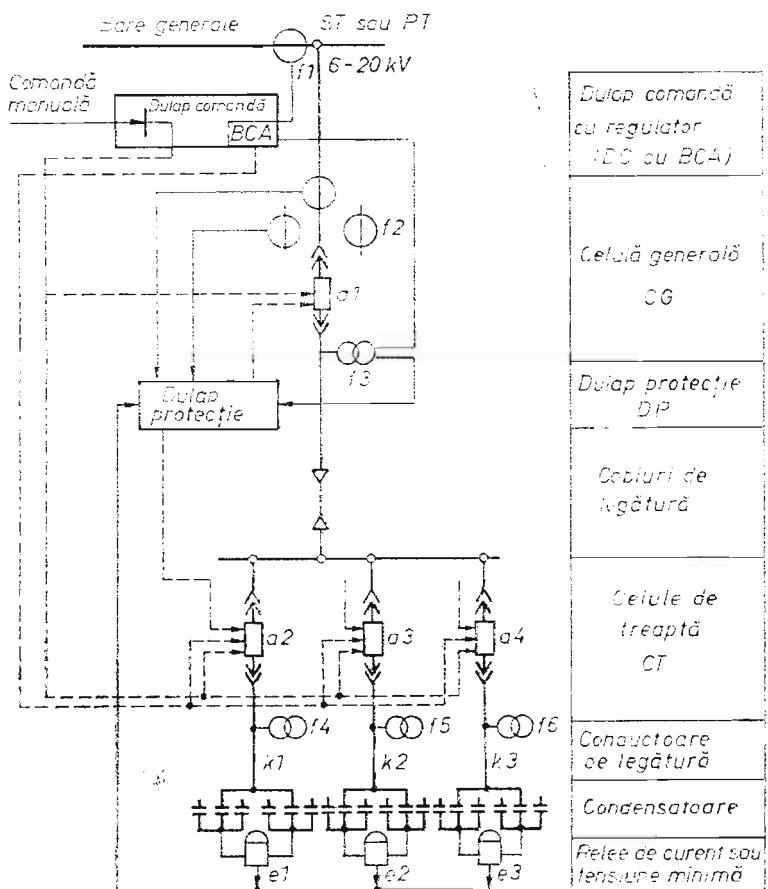 Bare generale
ST sau PT
f1
6-20 kV
Comandă
manuală
Dulap comandă
BCA
f2
a1
f3
Dulap
protecție
a2
a3
a4
f4
f5
f6
k1
k2
k3
e1
e2
e3
Dulap comandă
cu regulator
(DC cu BCA)
Celulă generală
CG
Dulap protecție
DP
Cabluri de
legătură
Celule de
treaptă
CT
Conductoare
de legătură
Condensatoare
Relee de curent sau
tensiune minimă